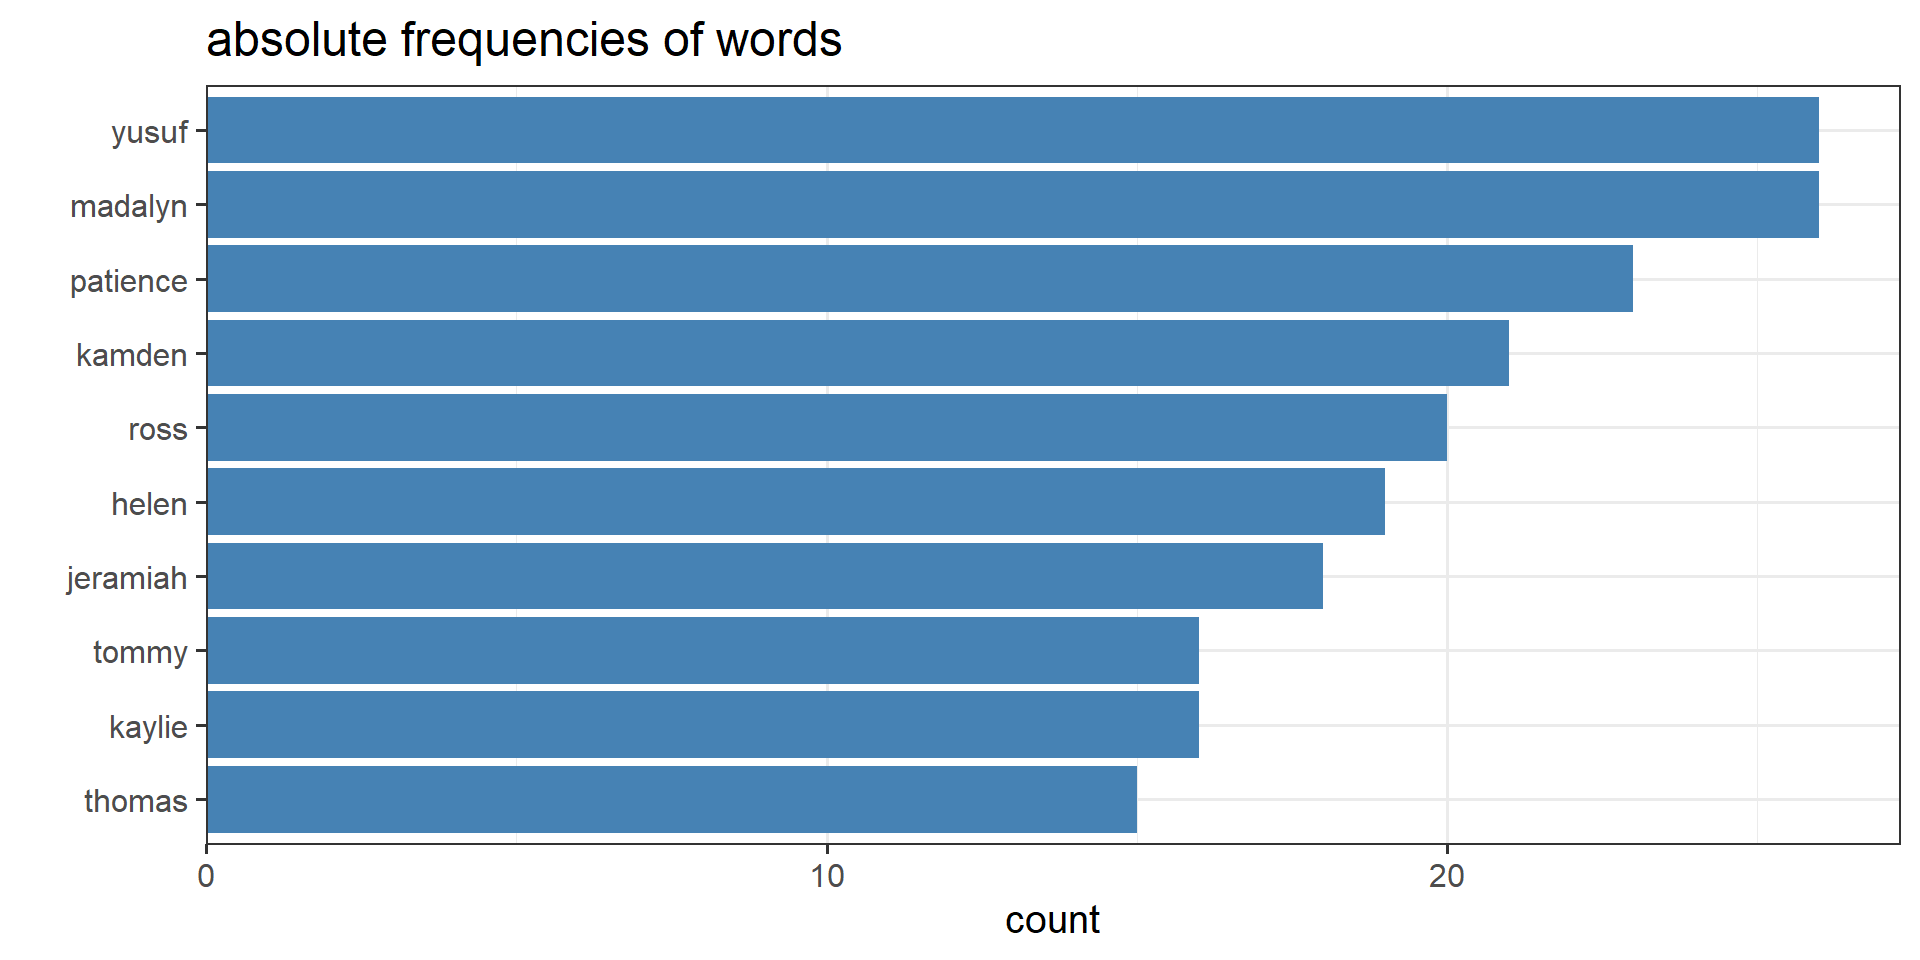 absolute frequencies of words
yusuf
madalyn
patience
kamden
ross
helen
jeramiah
tommy
kaylie
thomas
0 10 20
count